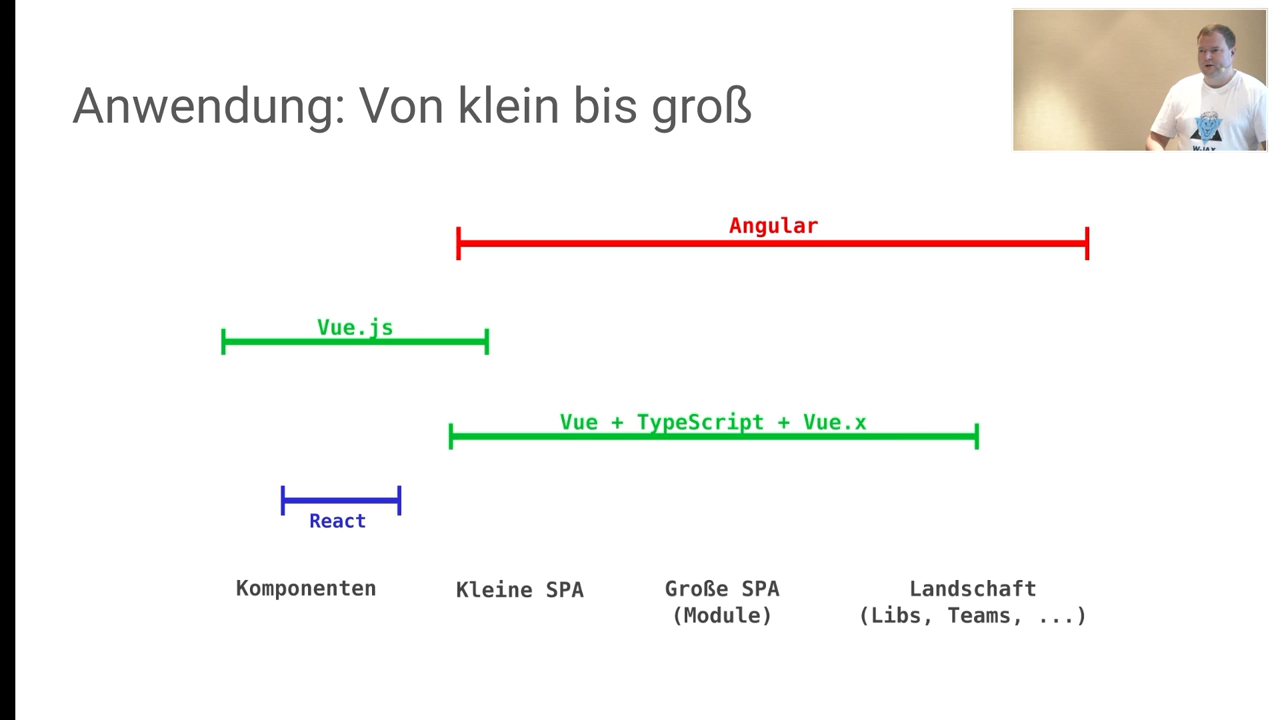 Anwendung: Von klein bis groß
W-JAX
Angular
Vue.js
Vue + TypeScript + Vue.x
React
Komponenten
Kleine SPA
Große SPA
(Module)
Landschaft
(Libs, Teams, ...)